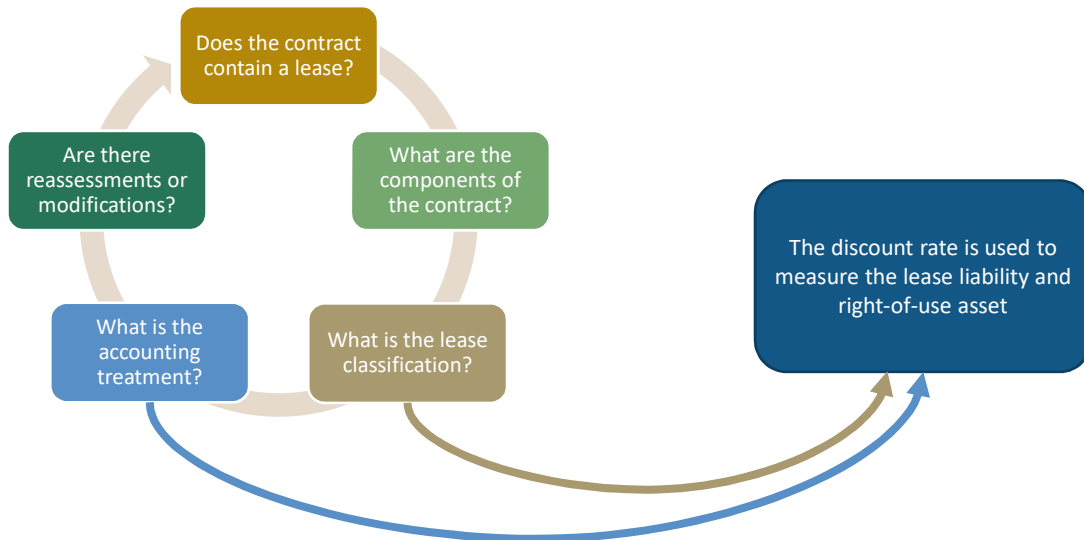 Does the contract
contain a lease?
What are the
components of
the contract?
What is the lease
classification?
What is the
accounting
treatment?
Are there
reassessments or
modifications?
The discount rate is used to
measure the lease liability and
right-of-use asset